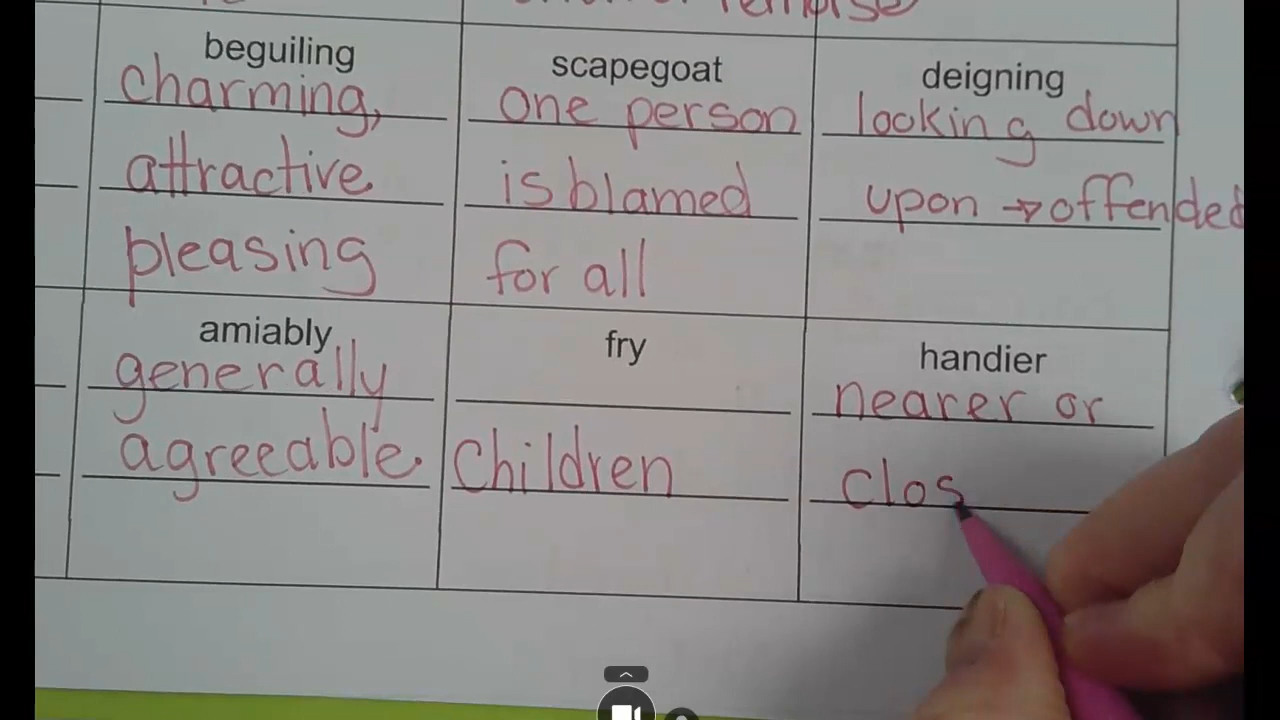 beguiling
charming,
attractive
pleasing
scapegoat
one person
is blamed
for all
deigning
looking down
upon → offended
amiably
generally
agreeable.
fry
Children
handier
nearer or
clos